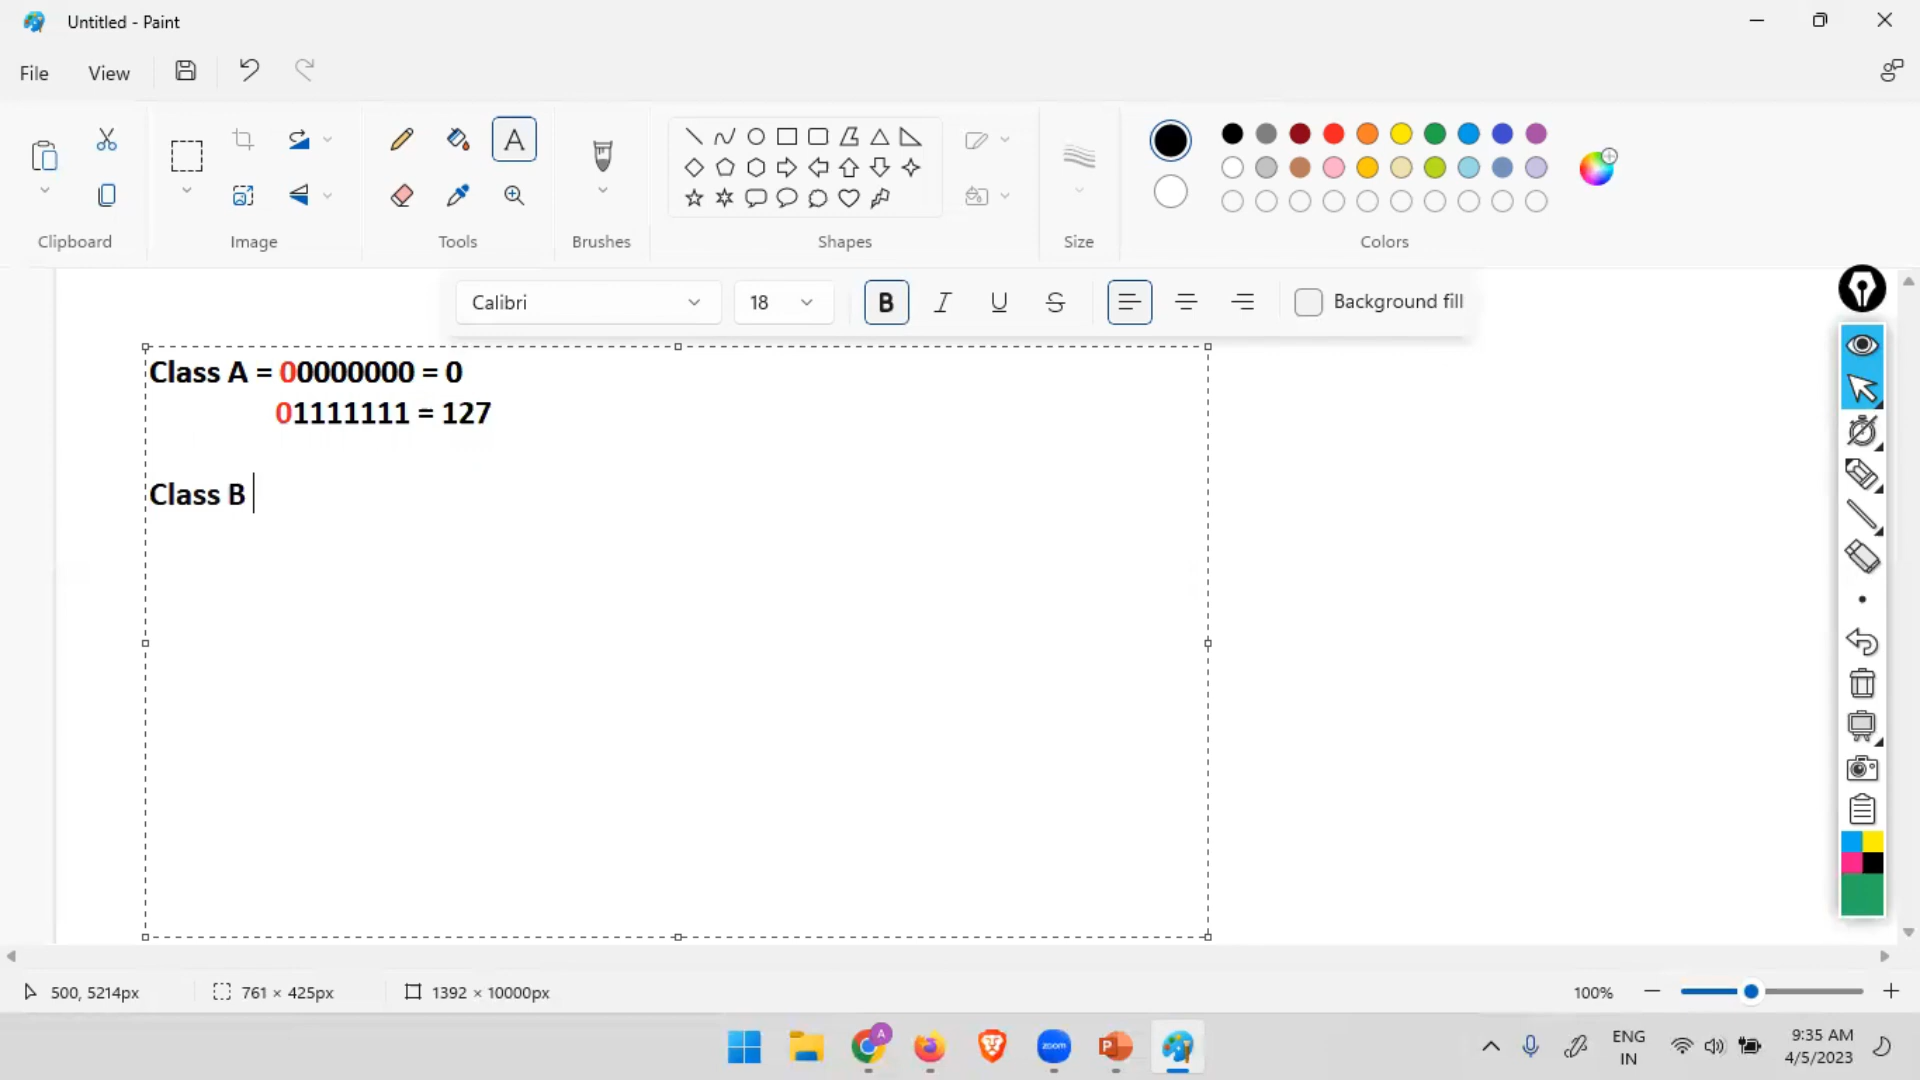 Untitled - Paint
File View
Clipboard Image Tools Brushes Shapes Size Colors
Calibri 18 B I U S Background fill
Class A = 00000000 = 0
01111111 = 127
Class B
500, 5214px 761 × 425px 1392 × 10000px 100%
A
zoom
P
ENG
IN
9:35 AM
4/5/2023